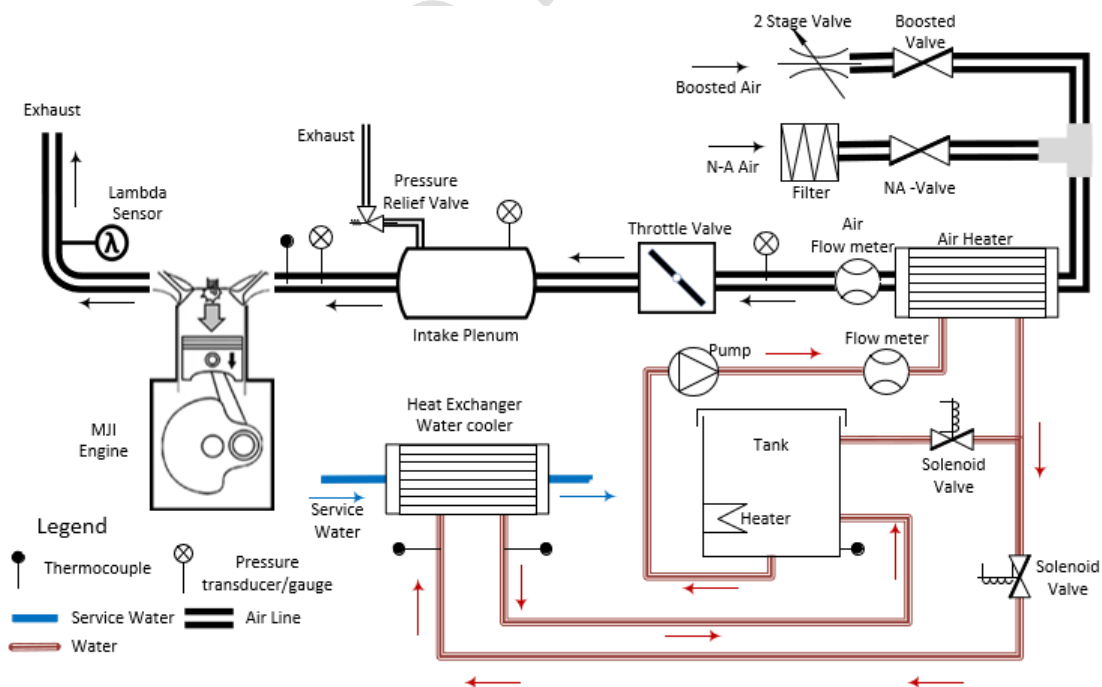 2 Stage Valve
Boosted
Valve
Boosted Air
Exhaust
Exhaust
N-A Air
Filter
NA -Valve
Lambda
Sensor
λ
Pressure
Relief Valve
Throttle Valve
Air
Flow meter
Air Heater
Intake Plenum
Pump
Flow meter
MJI
Engine
Heat Exchanger
Water cooler
Tank
Solenoid
Valve
Service
Water
Heater
Legend
Thermocouple
Pressure
transducer/gauge
Solenoid
Valve
Service Water
Air Line
Water